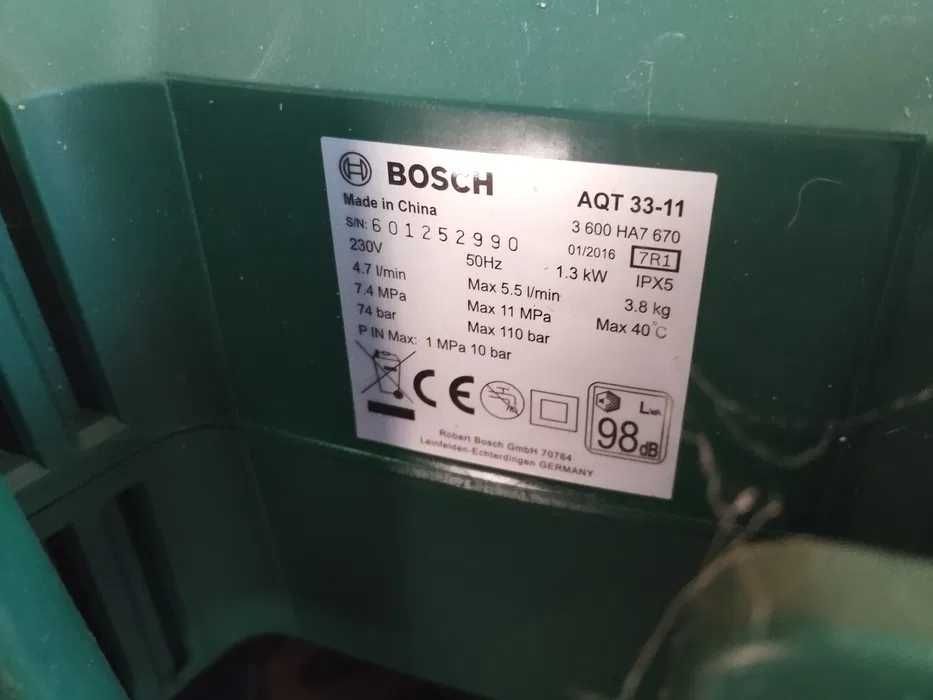 BOSCH AQT 33-11
Made in China 3 600 HA7 670
S/N: 601252990 01/2016 7R1
230V 50Hz 1.3 kW IPX5
4.7 l/min Max 5.5 l/min 3.8 kg
7.4 MPa Max 11 MPa Max 40°C
74 bar Max 110 bar
P IN Max: 1 MPa 10 bar
CE
LWA
98dB
Robert Bosch GmbH 70764
Leinfelden-Echterdingen GERMANY